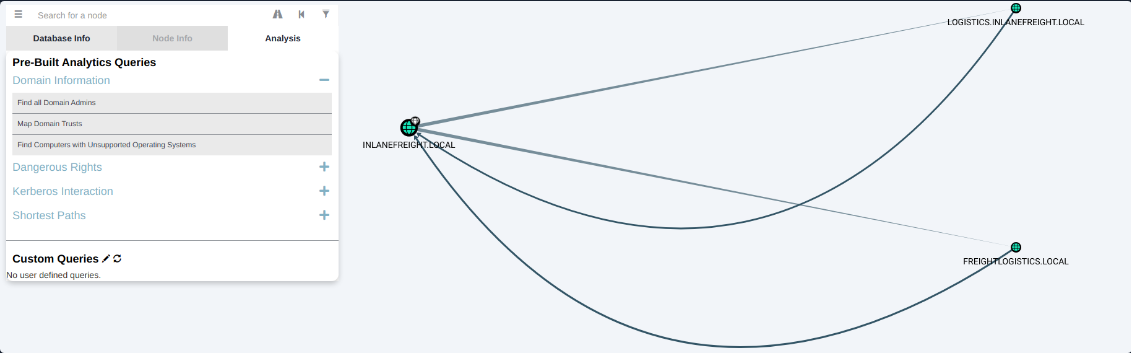 Search for a node
Database Info
Node Info
Analysis
Pre-Built Analytics Queries
Domain Information
Find all Domain Admins
Map Domain Trusts
Find Computers with Unsupported Operating Systems
Dangerous Rights
Kerberos Interaction
Shortest Paths
Custom Queries
No user defined queries.
LOGISTICS.INLANEFREIGHT.LOCAL
INLANEFREIGHT.LOCAL
FREIGHTLOGISTICS.LOCAL